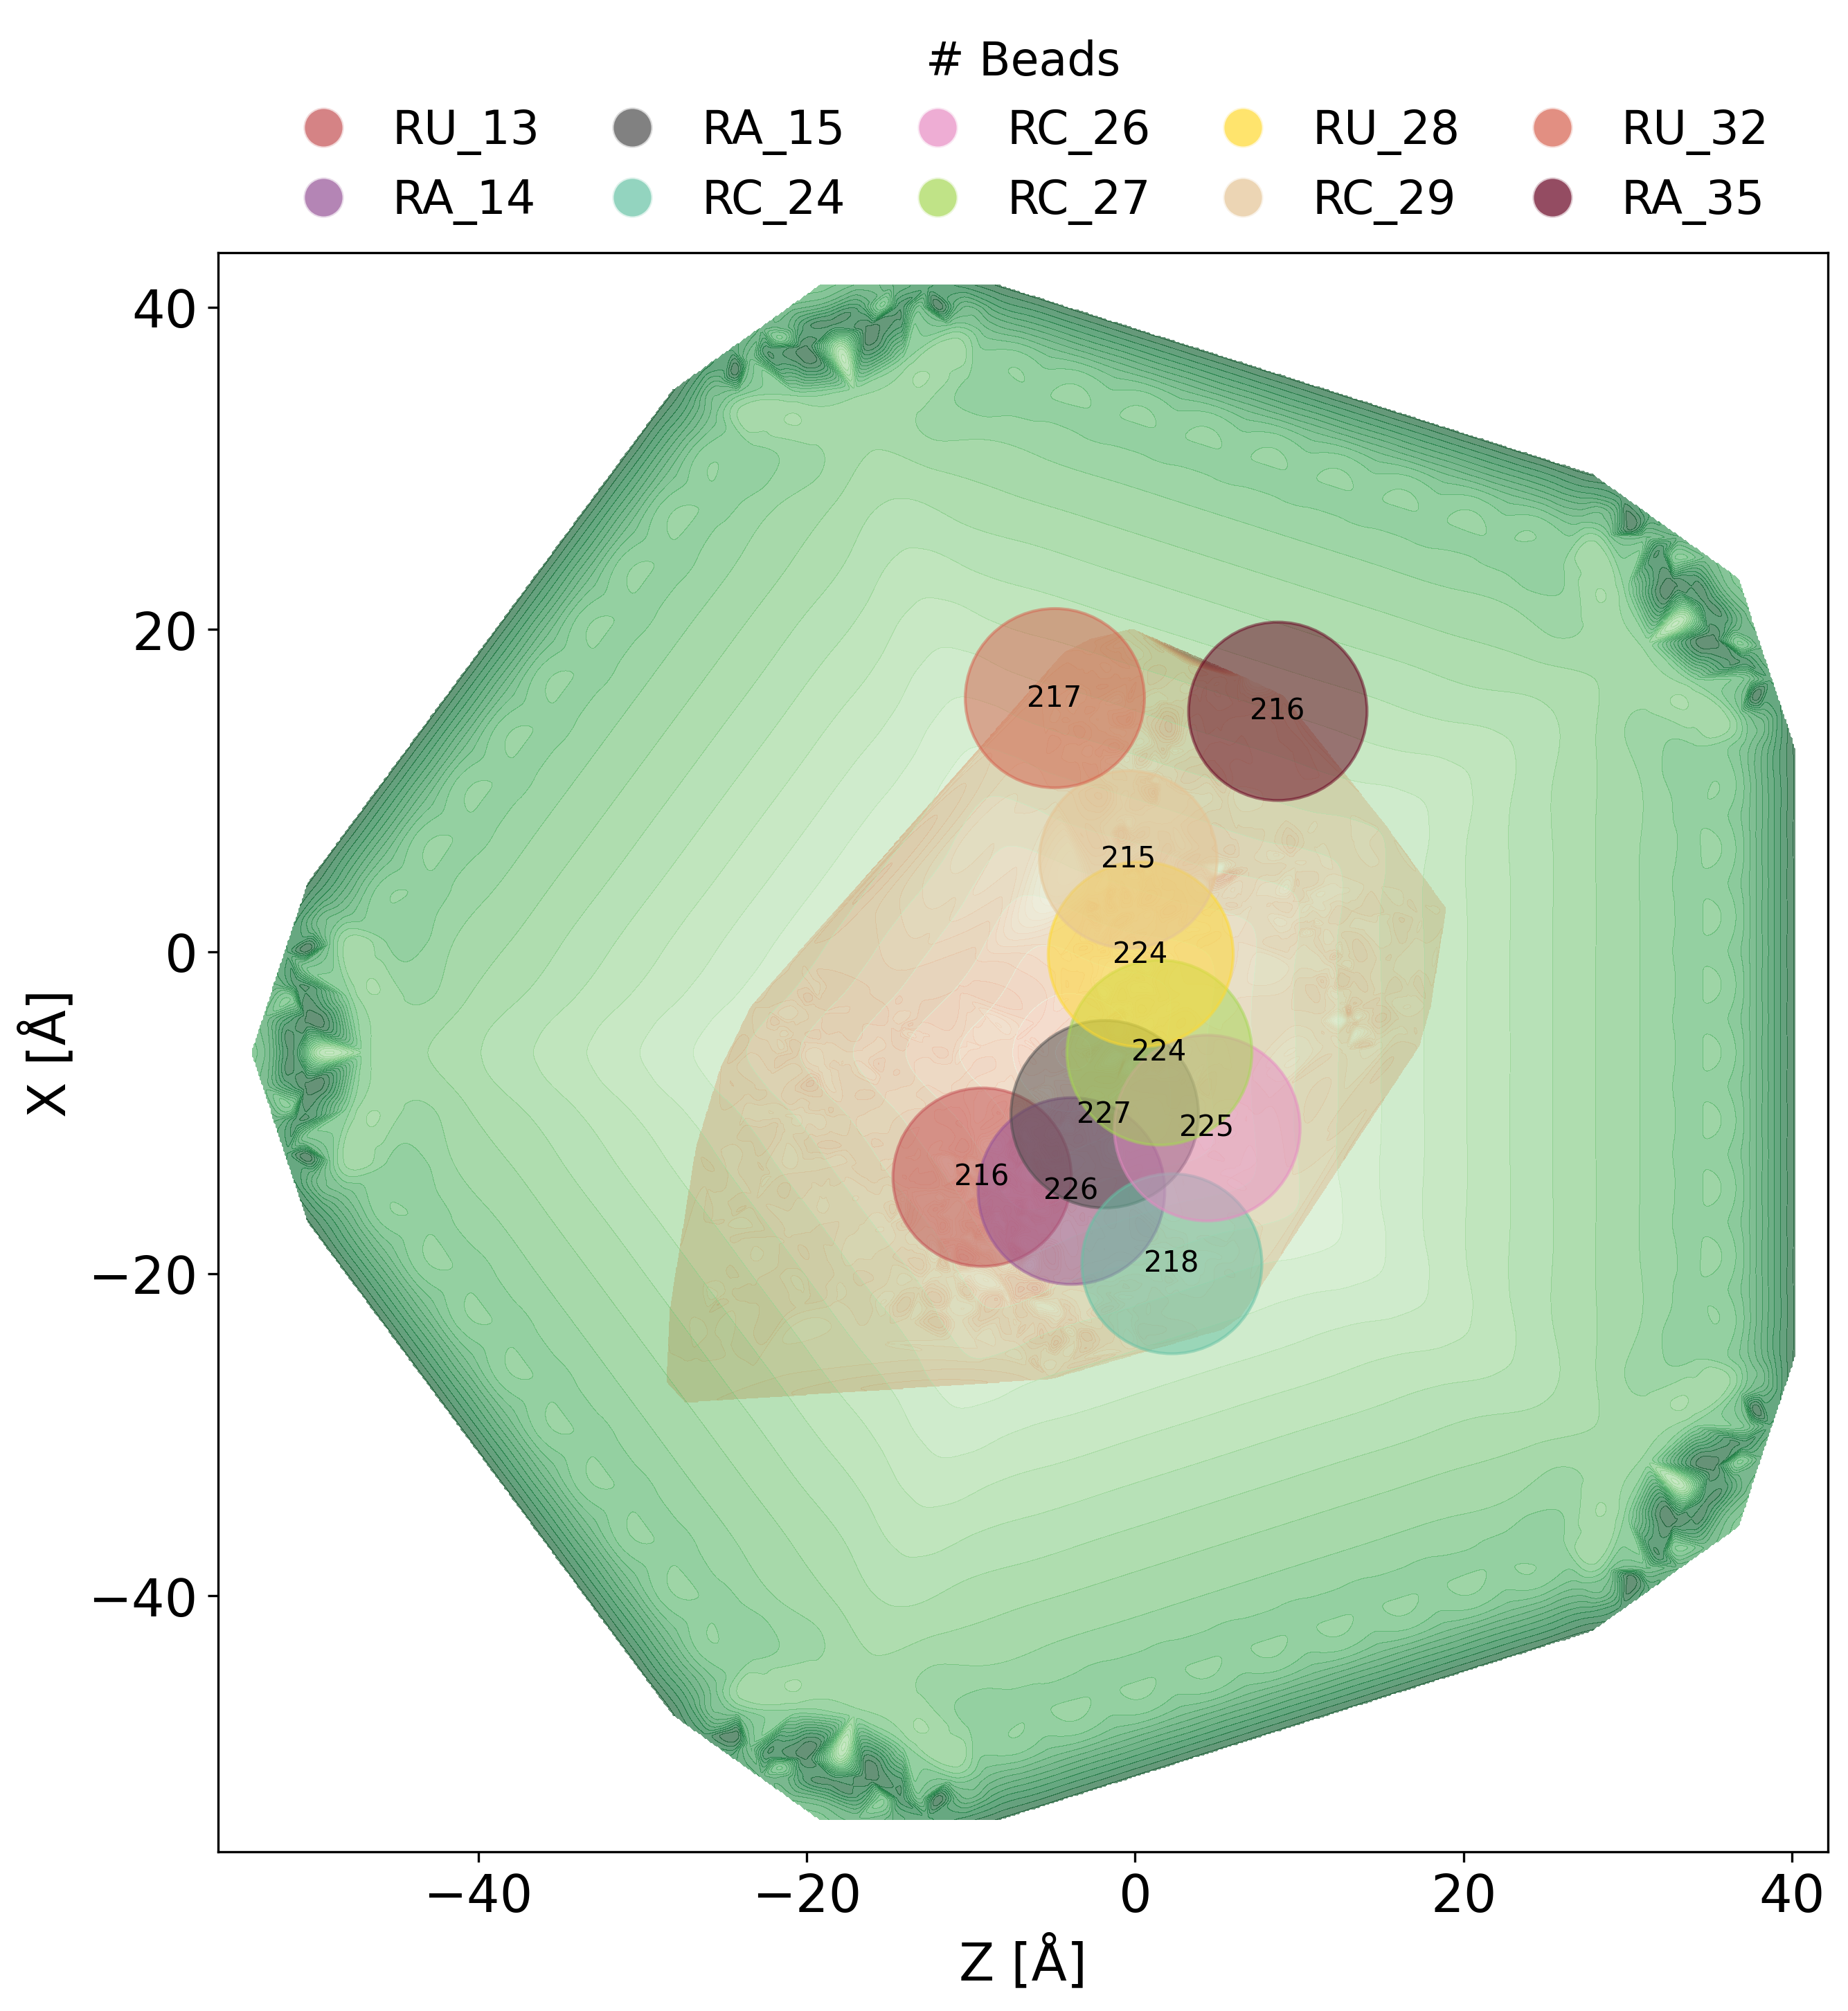 # Beads
RU_13 RA_15 RC_26 RU_28 RU_32
RA_14 RC_24 RC_27 RC_29 RA_35
40
20
217
216
215
0
224
224
227
225
216
226
218
−20
−40
X [Å]
−40 −20 0 20 40
Z [Å]